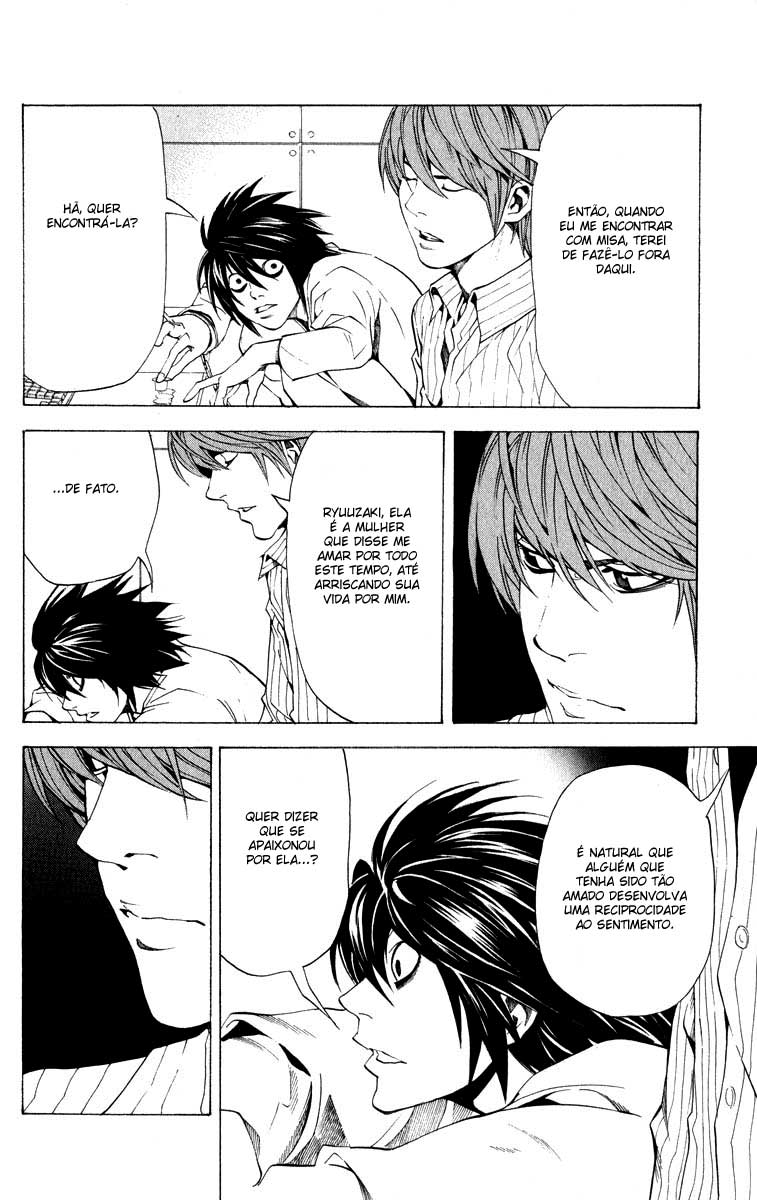 ENTÃO, QUANDO
EU ME ENCONTRAR
COM MISA, TEREI
DE FAZÊ-LO FORA
DAQUI.
HÃ, QUER
ENCONTRÁ-LA?
RYUUZAKI, ELA
É A MULHER
QUE DISSE ME
AMAR POR TODO
ESTE TEMPO, ATÉ
ARRISCANDO SUA
VIDA POR MIM.
...DE FATO.
É NATURAL QUE
ALGUÉM QUE
TENHA SIDO TÃO
AMADO DESENVOLVA
UMA RECIPROCIDADE
AO SENTIMENTO.
QUER DIZER
QUE SE
APAIXONOU
POR ELA...?